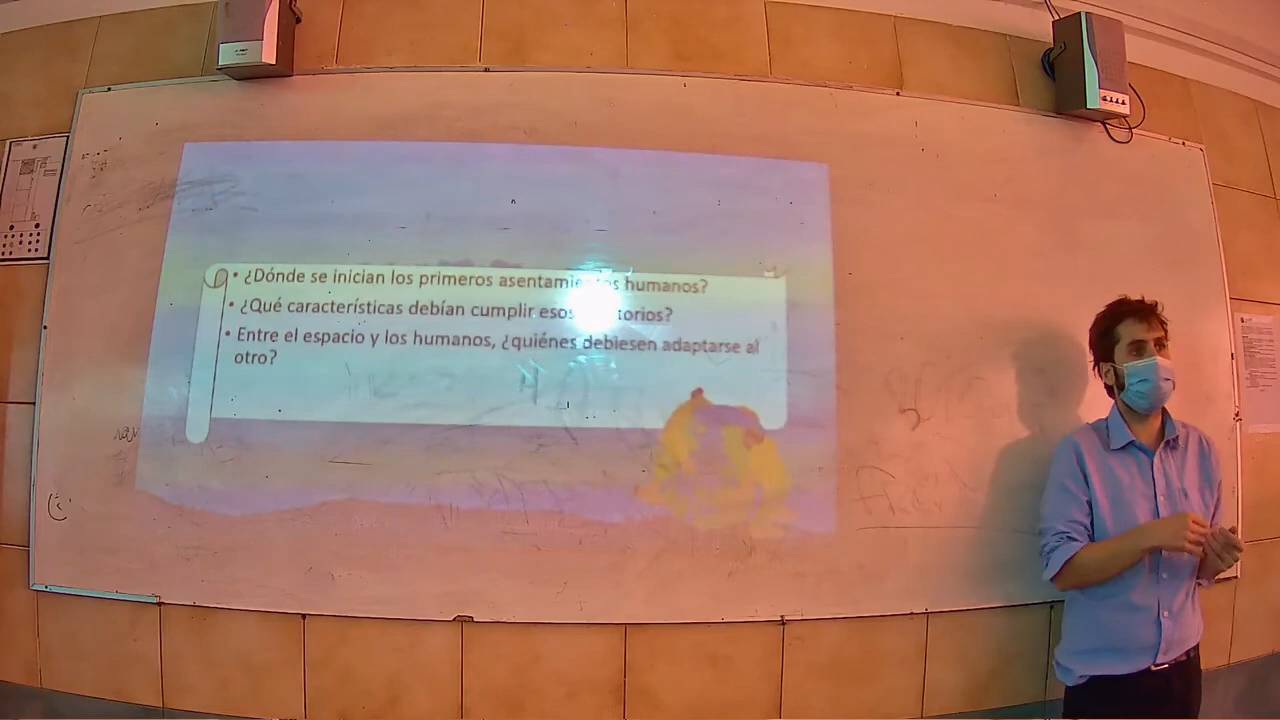 • ¿Dónde se inician los primeros asentamientos humanos?
• ¿Qué características debían cumplir esos torios?
• Entre el espacio y los humanos, ¿quiénes debiesen adaptarse al
otro?